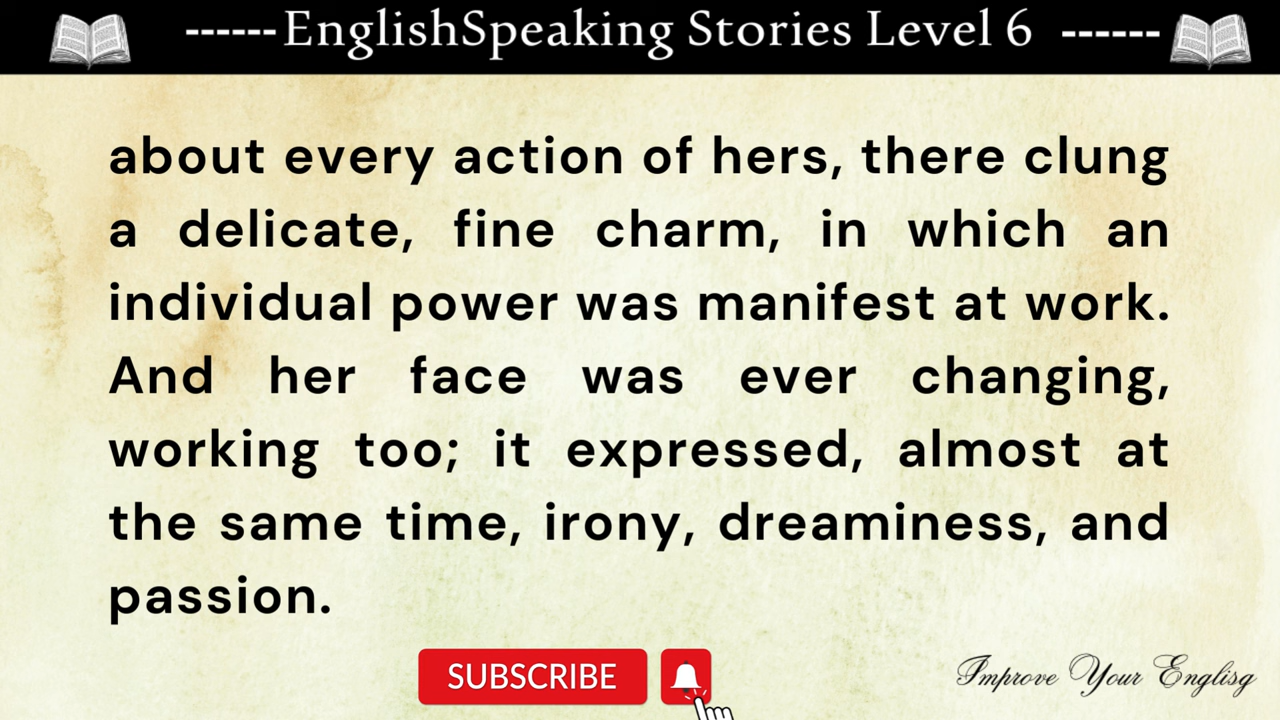 ------EnglishSpeaking Stories Level 6 ------
about every action of hers, there clung
a delicate, fine charm, in which an
individual power was manifest at work.
And her face was ever changing,
working too; it expressed, almost at
the same time, irony, dreaminess, and
passion.
SUBSCRIBE
Improve Your Englisg